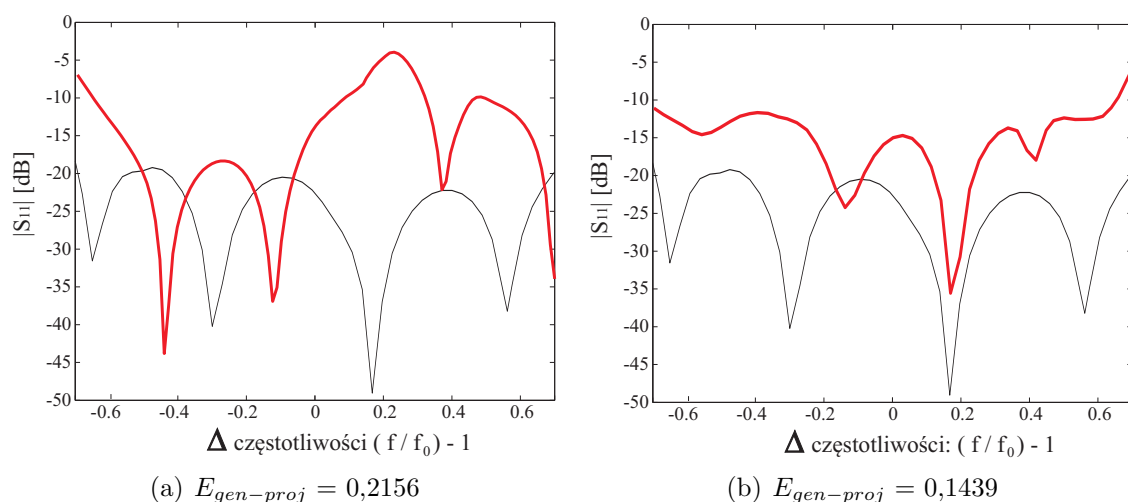 0
-5
-10
-15
-20
-25
-30
-35
-40
-45
-50
|S11| [dB]
-0.6 -0.4 -0.2 0 0.2 0.4 0.6
Δ częstotliwości ( f / f0 ) - 1
(a) Egen−proj = 0,2156
0
-5
-10
-15
-20
-25
-30
-35
-40
-45
-50
|S11| [dB]
-0.6 -0.4 -0.2 0 0.2 0.4 0.6
Δ częstotliwości: ( f / f0 ) - 1
(b) Egen−proj = 0,1439